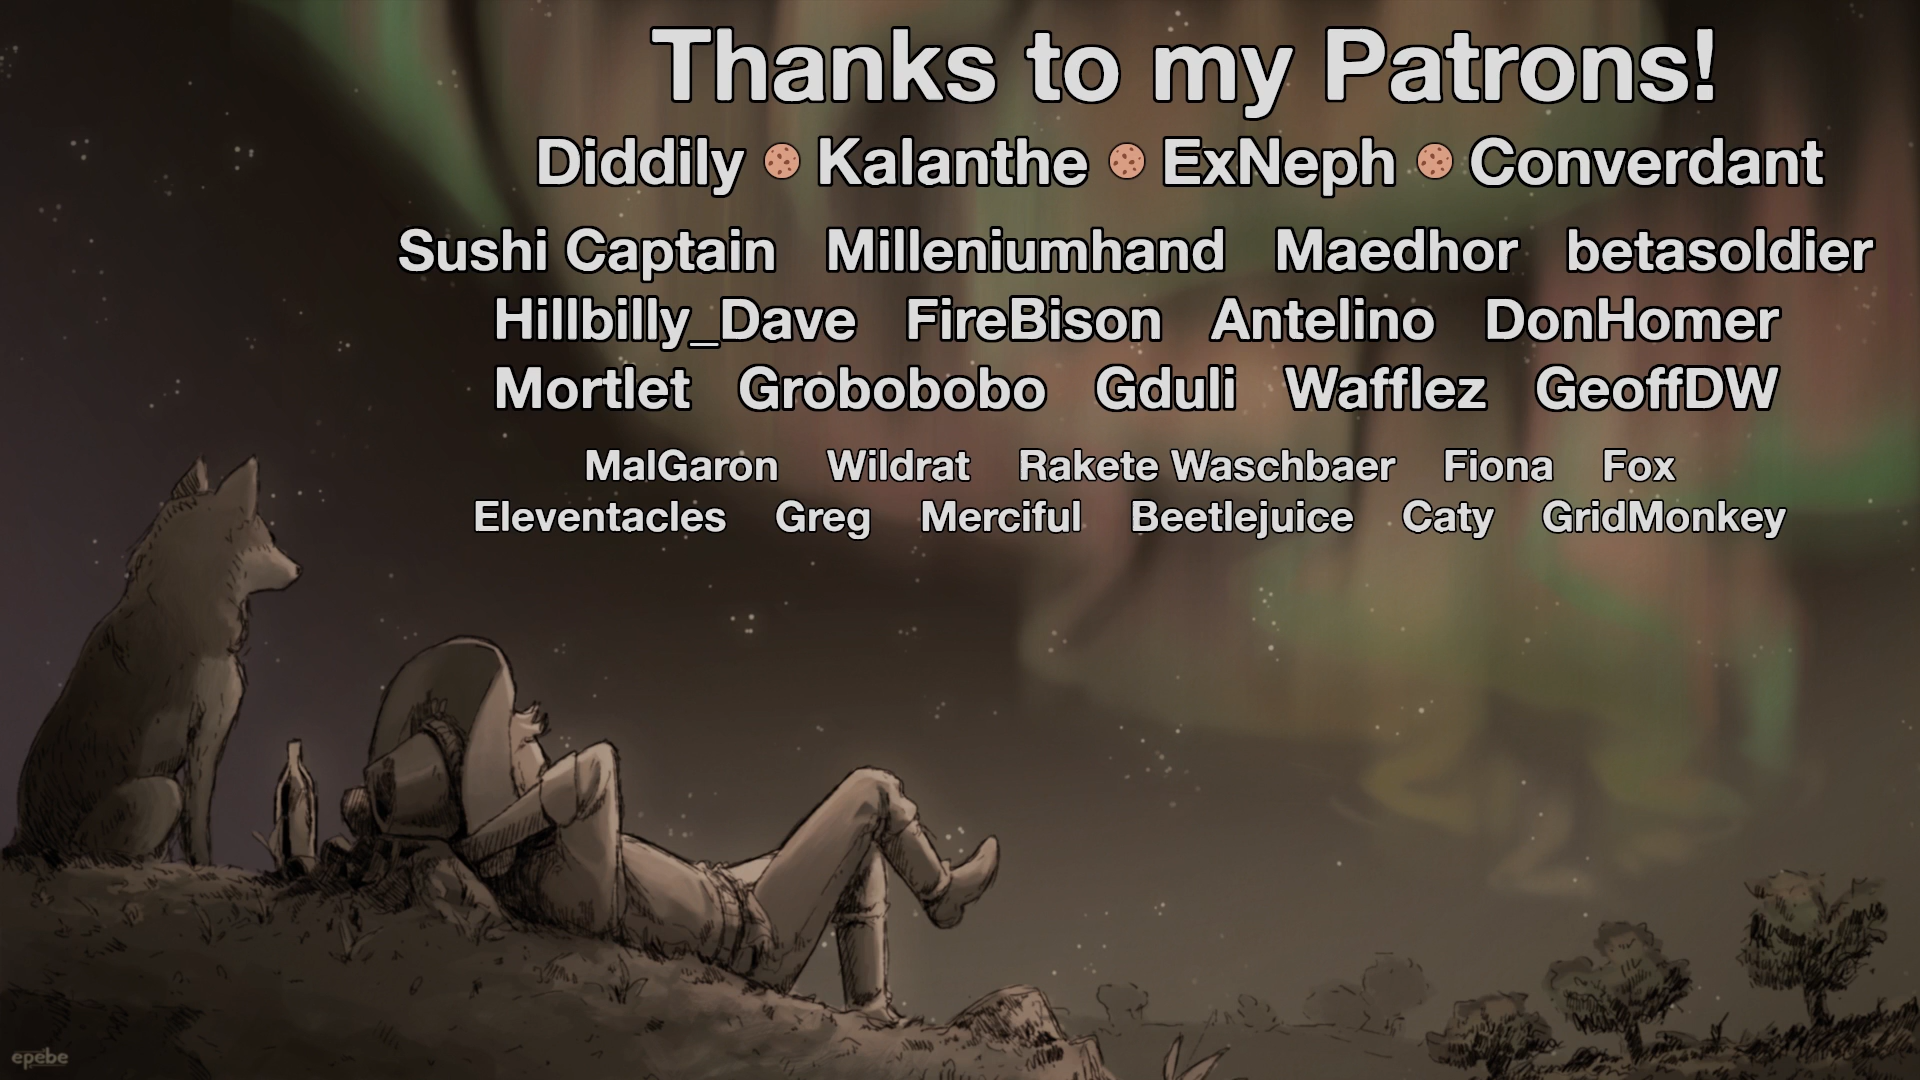 Thanks to my Patrons!
Diddily Kalanthe ExNeph Converdant
Sushi Captain Milleniumhand Maedhor betasoldier
Hillbilly_Dave FireBison Antelino DonHomer
Mortlet Grobobobo Gduli Wafflez GeoffDW
MalGaron Wildrat Rakete Waschbaer Fiona Fox
Eleventacles Greg Merciful Beetlejuice Caty GridMonkey
epebe